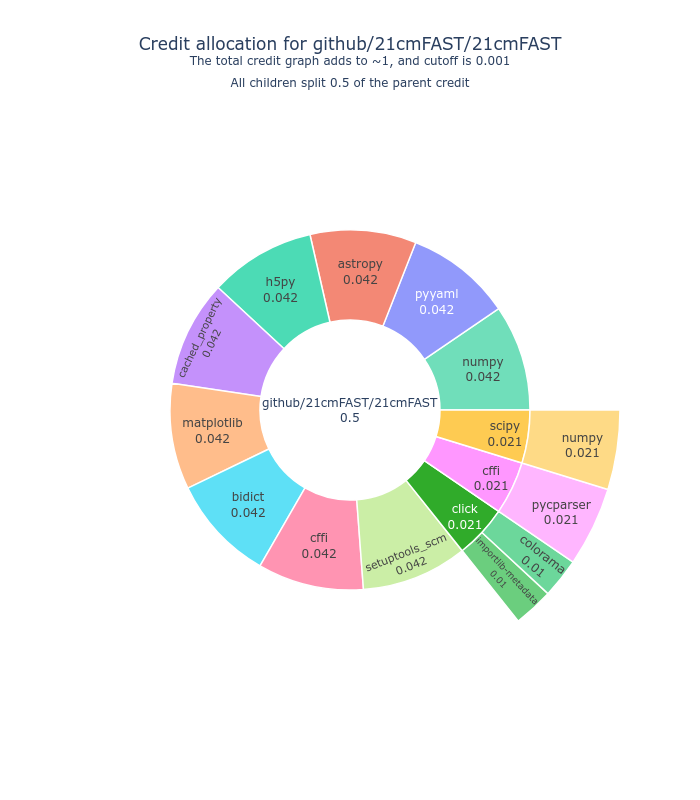 Credit allocation for github/21cmFAST/21cmFAST
The total credit graph adds to ~1, and cutoff is 0.001
All children split 0.5 of the parent credit
astropy
0.042
h5py
0.042
pyyaml
0.042
cached_property
0.042
numpy
0.042
github/21cmFAST/21cmFAST
0.5
matplotlib
0.042
scipy
0.021
numpy
0.021
cffi
0.021
pycparser
0.021
bidict
0.042
click
0.021
colorama
0.01
importlib-metadata
0.01
cffi
0.042
setuptools_scm
0.042